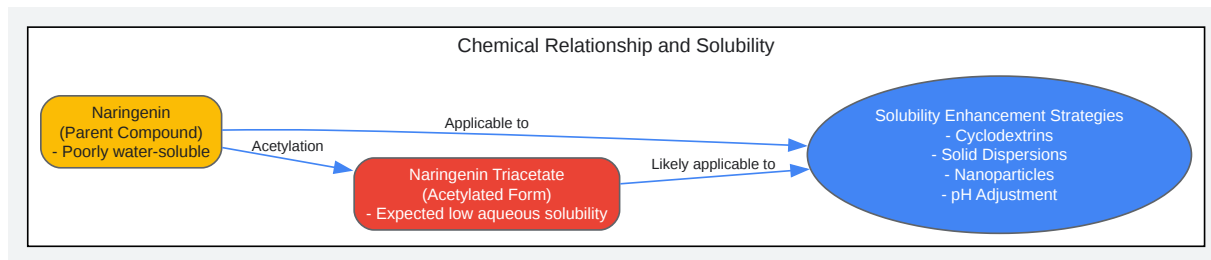 Chemical Relationship and Solubility
Naringenin
(Parent Compound)
- Poorly water-soluble
Applicable to
Acetylation
Naringenin Triacetate
(Acetylated Form)
- Expected low aqueous solubility
Likely applicable to
Solubility Enhancement Strategies
- Cyclodextrins
- Solid Dispersions
- Nanoparticles
- pH Adjustment